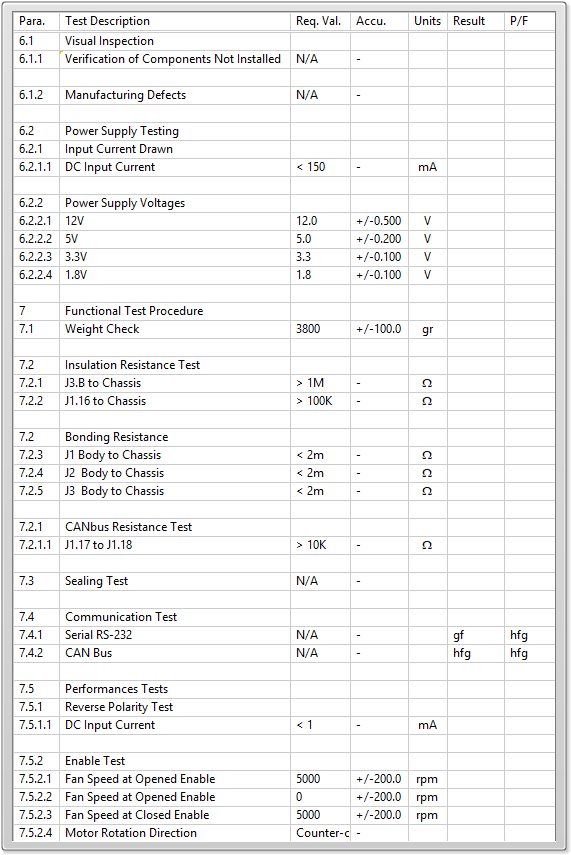 Para. Test Description Req. Val. Accu. Units Result P/F
6.1 Visual Inspection
6.1.1 Verification of Components Not Installed N/A -
6.1.2 Manufacturing Defects N/A -
6.2 Power Supply Testing
6.2.1 Input Current Drawn
6.2.1.1 DC Input Current < 150 - mA
6.2.2 Power Supply Voltages
6.2.2.1 12V 12.0 +/-0.500 V
6.2.2.2 5V 5.0 +/-0.200 V
6.2.2.3 3.3V 3.3 +/-0.100 V
6.2.2.4 1.8V 1.8 +/-0.100 V
7 Functional Test Procedure
7.1 Weight Check 3800 +/-100.0 gr
7.2 Insulation Resistance Test
7.2.1 J3.B to Chassis > 1M - Ω
7.2.2 J1.16 to Chassis > 100K - Ω
7.2 Bonding Resistance
7.2.3 J1 Body to Chassis < 2m - Ω
7.2.4 J2 Body to Chassis < 2m - Ω
7.2.5 J3 Body to Chassis < 2m - Ω
7.2.1 CANbus Resistance Test
7.2.1.1 J1.17 to J1.18 > 10K - Ω
7.3 Sealing Test N/A -
7.4 Communication Test
7.4.1 Serial RS-232 N/A - gf hfg
7.4.2 CAN Bus N/A - hfg hfg
7.5 Performances Tests
7.5.1 Reverse Polarity Test
7.5.1.1 DC Input Current < 1 - mA
7.5.2 Enable Test
7.5.2.1 Fan Speed at Opened Enable 5000 +/-200.0 rpm
7.5.2.2 Fan Speed at Opened Enable 0 +/-200.0 rpm
7.5.2.3 Fan Speed at Closed Enable 5000 +/-200.0 rpm
7.5.2.4 Motor Rotation Direction Counter-c -